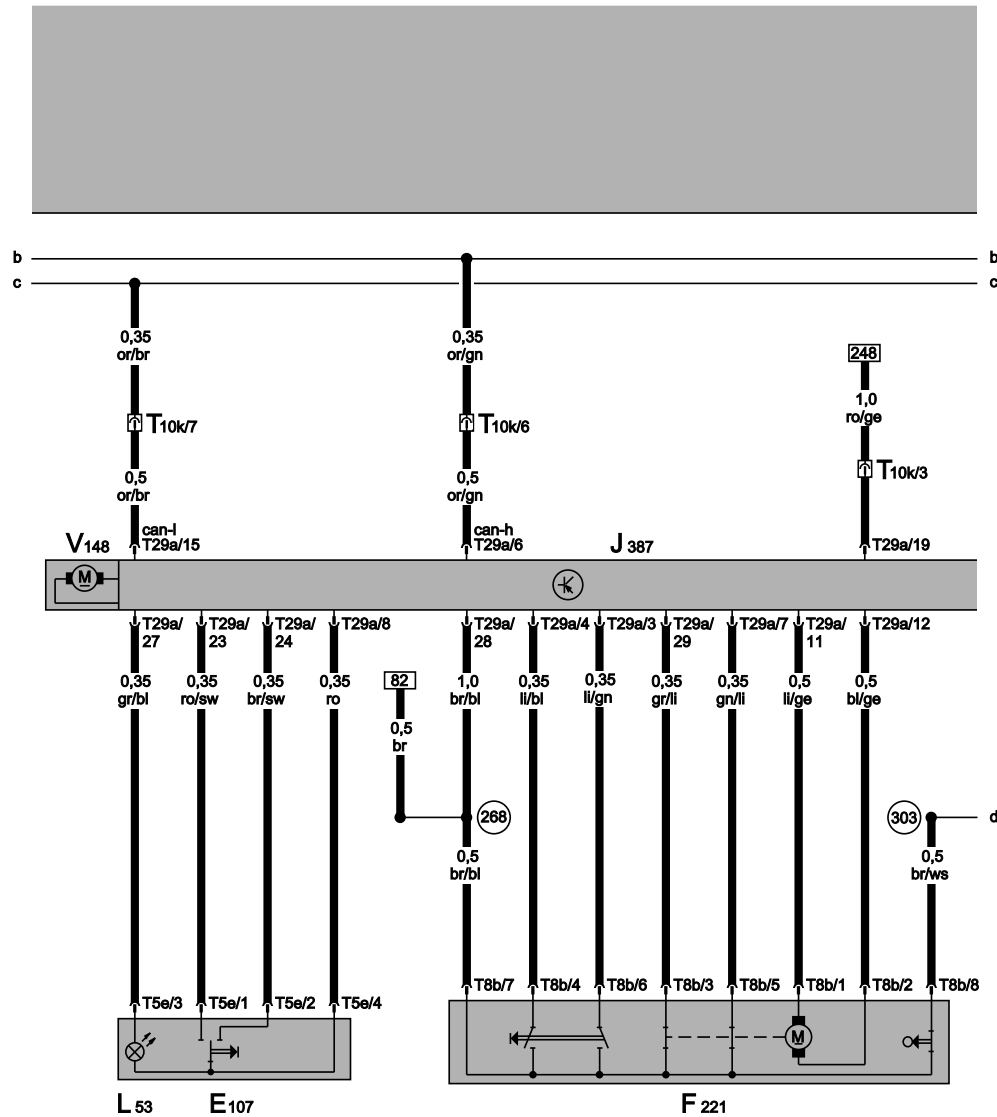 b b
c c
0,35 0,35
or/br or/gn
248
1,0
ro/ge
T10k/7 T10k/6
T10k/3
0,5 0,5
or/br or/gn
can-l can-h
V148 T29a/15 T29a/6 J387 T29a/19
M
T29a/ T29a/ T29a/ T29a/8 T29a/ T29a/4 T29a/3 T29a/ T29a/7 T29a/ T29a/12
27 23 24 28 29 11
0,35 0,35 0,35 0,35 82 1,0 0,35 0,35 0,35 0,35 0,5 0,5
gr/bl ro/sw br/sw ro br/bl li/bl li/gn gr/li gn/li li/ge bl/ge
0,5
br
268 303 d
0,5 0,5
br/bl br/ws
T8b/7 T8b/4 T8b/6 T8b/3 T8b/5 T8b/1 T8b/2 T8b/8
T5e/3 T5e/1 T5e/2 T5e/4
M
L53 E107 F221